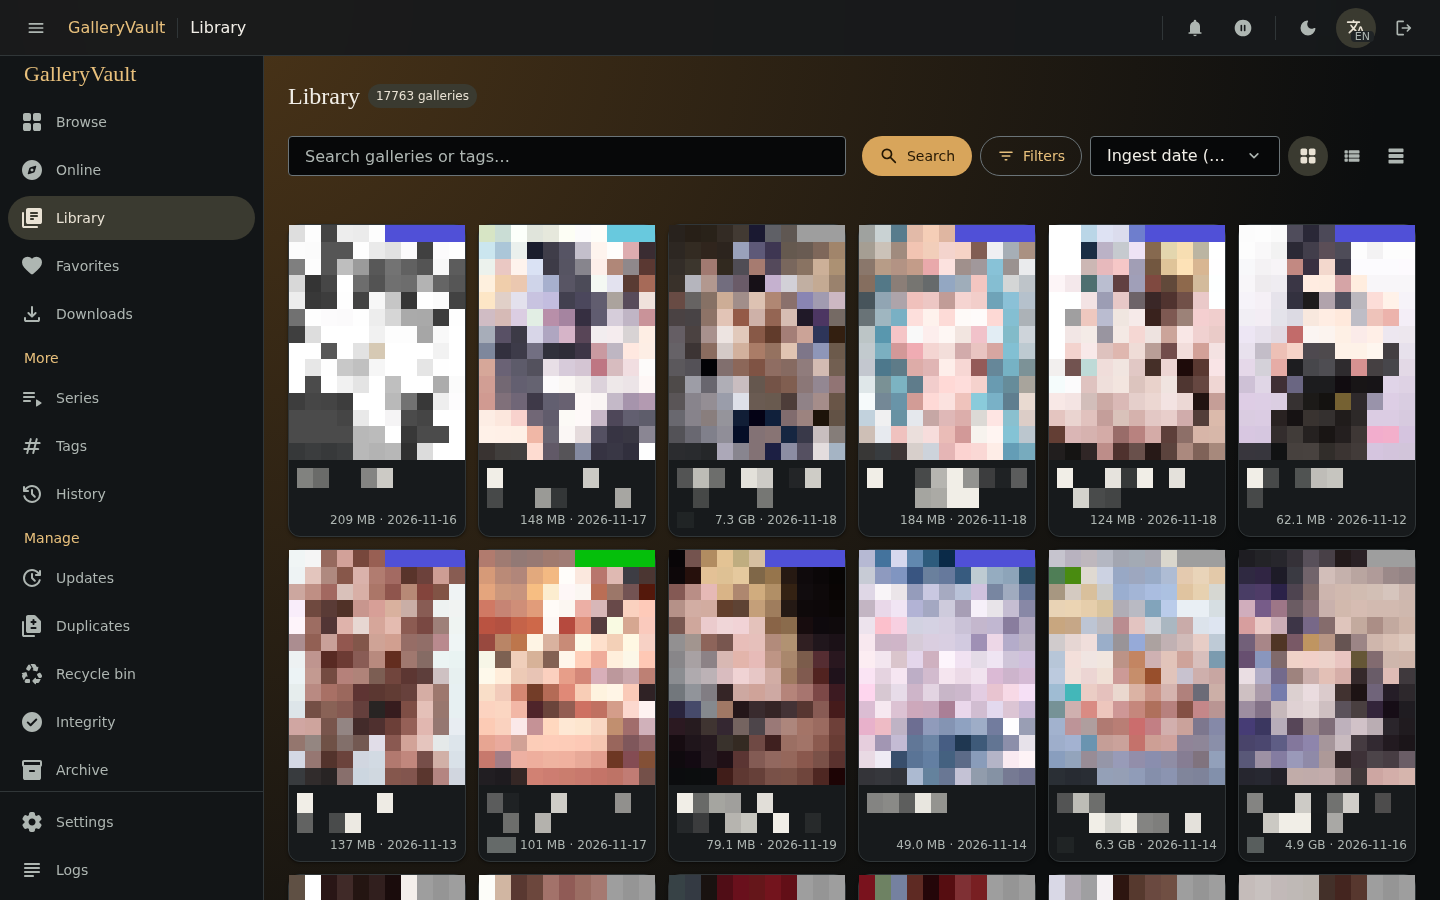 GalleryVault
Library
EN
GalleryVault
Browse
Online
Library
Favorites
Downloads
More
Series
Tags
History
Manage
Updates
Duplicates
Recycle bin
Integrity
Archive
Settings
Logs
Library
17763 galleries
Search galleries or tags...
Search
Filters
Ingest date (...
209 MB · 2026-11-16
148 MB · 2026-11-17
7.3 GB · 2026-11-18
184 MB · 2026-11-18
124 MB · 2026-11-18
62.1 MB · 2026-11-12
137 MB · 2026-11-13
101 MB · 2026-11-17
79.1 MB · 2026-11-19
49.0 MB · 2026-11-14
6.3 GB · 2026-11-14
4.9 GB · 2026-11-16